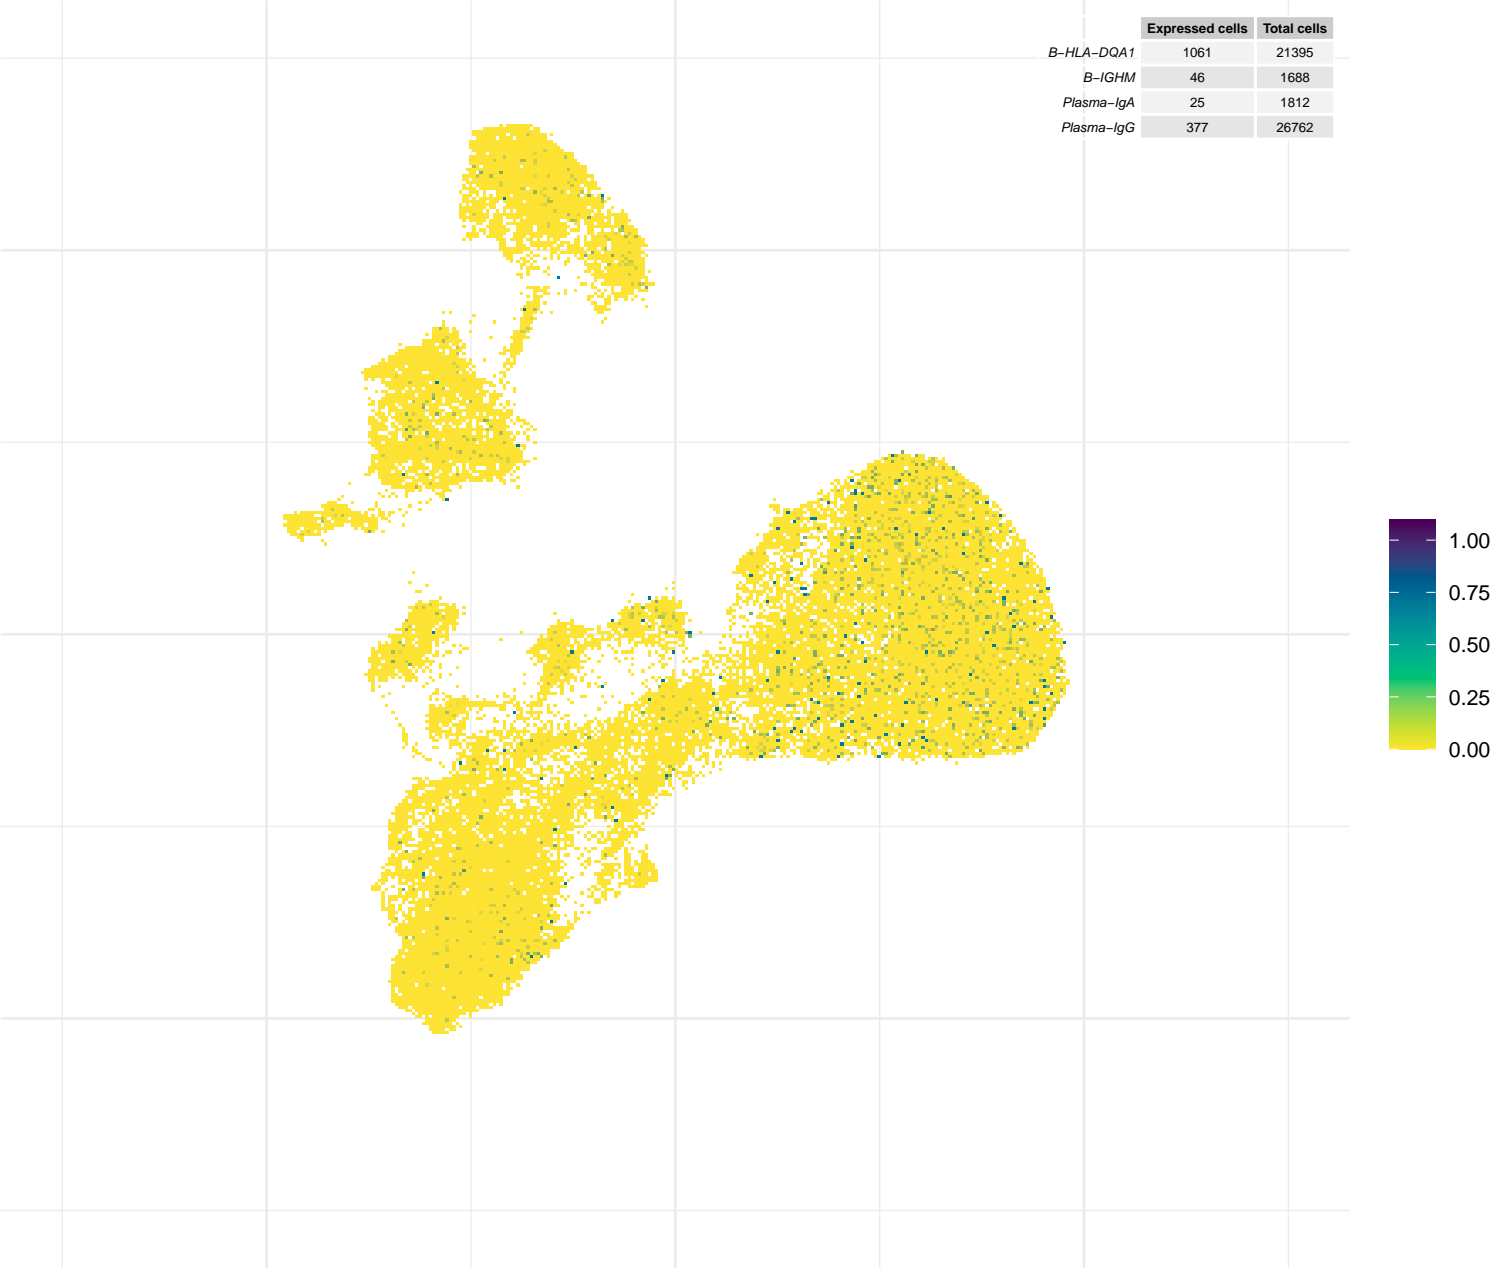 Expressed cells Total cells
B−HLA−DQA1 1061 21395
B−IGHM 46 1688
Plasma−IgA 25 1812
Plasma−IgG 377 26762
1.00
0.75
0.50
0.25
0.00